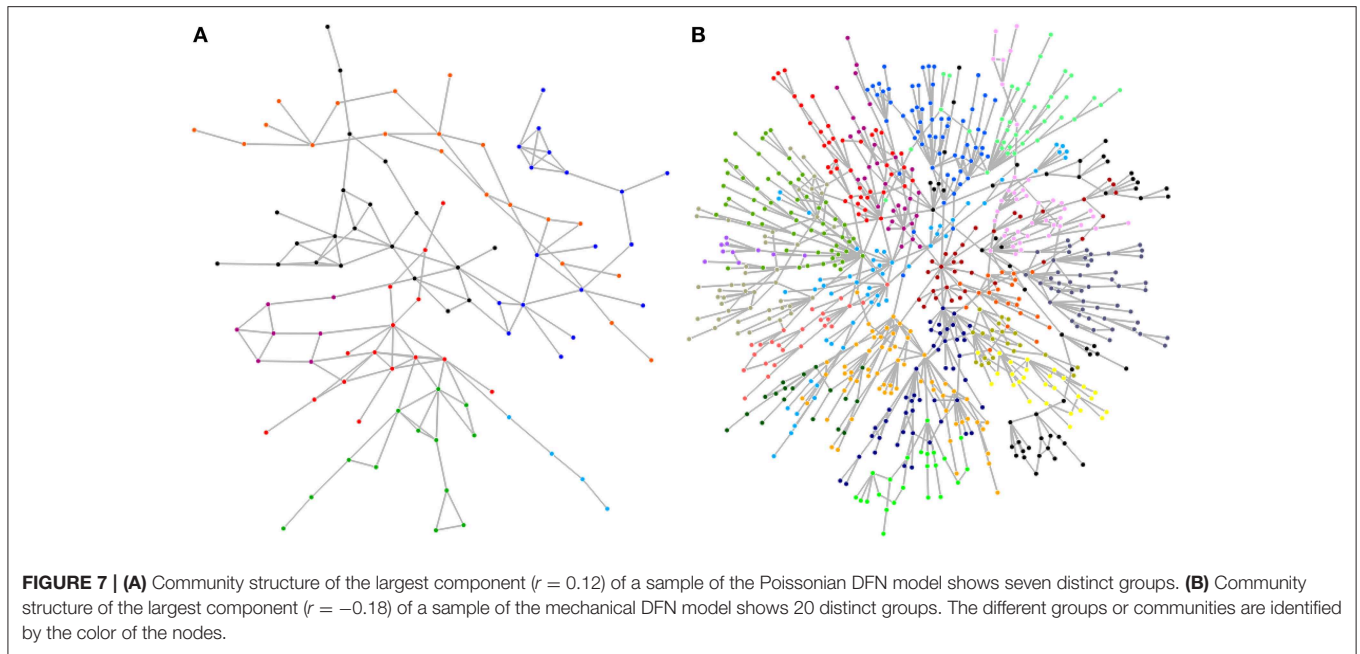 A
B
FIGURE 7 | (A) Community structure of the largest component (r = 0.12) of a sample of the Poissonian DFN model shows seven distinct groups. (B) Community
structure of the largest component (r = −0.18) of a sample of the mechanical DFN model shows 20 distinct groups. The different groups or communities are identified
by the color of the nodes.